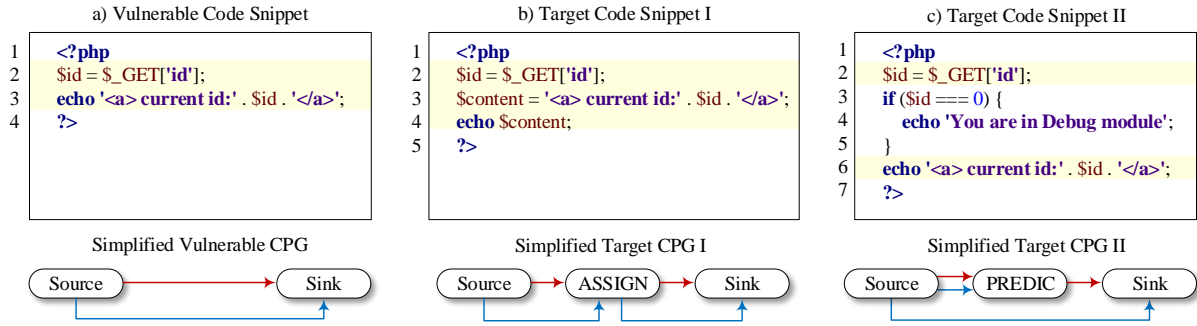 a) Vulnerable Code Snippet
1 <?php
2 $id = $_GET['id'];
3 echo '<a> current id:' . $id . '</a>';
4 ?>
Simplified Vulnerable CPG
Source Sink
b) Target Code Snippet I
1 <?php
2 $id = $_GET['id'];
3 $content = '<a> current id:' . $id . '</a>';
4 echo $content;
5 ?>
Simplified Target CPG I
Source ASSIGN Sink
c) Target Code Snippet II
1 <?php
2 $id = $_GET['id'];
3 if ($id === 0) {
4 echo 'You are in Debug module';
5 }
6 echo '<a> current id:' . $id . '</a>';
7 ?>
Simplified Target CPG II
Source PREDIC Sink